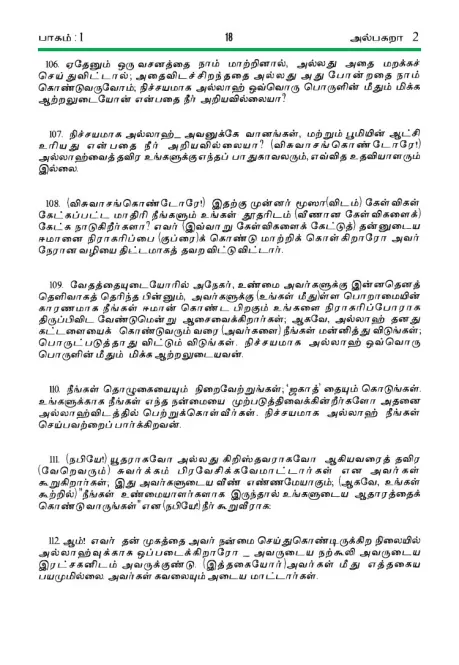 பாகம் : 1 18 அல்பகறா 2
106. ஏதேனும் ஒரு வசனத்தை நாம் மாற்றினால், அல்லது அதை மறக்கச்
செய்துவிட்டால்; அதைவிடச்சிறந்ததை அல்லது அது போன்றதை நாம்
கொண்டுவருவோம்; நிச்சயமாக அல்லாஹ் ஒவ்வொரு பொருளின் மீதும் மிக்க
ஆற்றலுடையோன் என்பதை நீர் அறியவில்லையா?
107. நிச்சயமாக அல்லாஹ்_ அவனுக்கே வானங்கள், மற்றும் பூமியின் ஆட்சி
உரியது என்பதை நீர் அறியவில்லையா? (விசுவாசங்கொண்டோரே!)
அல்லாஹ்வைத்தவிர உங்களுக்கு எந்தப் பாதுகாவலரும், எவ்வித உதவியாளரும்
இல்லை.
108. (விசுவாசங்கொண்டோரே!) இதற்கு முன்னர் மூஸா(விடம்) கேள்விகள்
கேட்கப்பட்ட மாதிரி நீங்களும் உங்கள் தூதரிடம் (வீணான கேள்விகளைக்)
கேட்க நாடுகிறீர்களா? எவர் (இவ்வாறு கேள்விகளைக் கேட்டுத்) தன்னுடைய
ஈமானை நிராகரிப்பை (குப்ரை)க் கொண்டு மாற்றிக் கொள்கிறாரோ அவர்
நேரான வழியை திட்டமாகத் தவற விட்டுவிட்டார்.
109. வேதத்தையுடையோரில் அநேகர், உண்மை அவர்களுக்கு இன்னதெனத்
தெளிவாகத் தெரிந்த பின்னும், அவர்களுக்கு (உங்கள் மீது)ள்ள பொறாமையின்
காரணமாக நீங்கள் ஈமான் கொண்ட பிறகும் உங்களை நிராகரிப்போராக
திருப்பிவிட வேண்டுமென்று ஆசைவைக்கிறார்கள்; ஆகவே, அல்லாஹ் தனது
கட்டளையைக் கொண்டுவரும் வரை (அவர்களை) நீங்கள் மன்னித்து விடுங்கள்;
பொருட்படுத்தாது விட்டும் விடுங்கள். நிச்சயமாக அல்லாஹ் ஒவ்வொரு
பொருளின் மீதும் மிக்க ஆற்றலுடையவன்.
110. நீங்கள் தொழுகையையும் நிறைவேற்றுங்கள்; 'ஜகாத்' தையும் கொடுங்கள்.
உங்களுக்காக நீங்கள் எந்த நன்மையை முற்படுத்திவைக்கின்றீர்களோ அதனை
அல்லாஹ்விடத்தில் பெற்றுக்கொள்வீர்கள். நிச்சயமாக அல்லாஹ் நீங்கள்
செய்பவற்றைப் பார்க்கிறவன்.
111. (நபியே!) யூதராகவோ அல்லது கிறிஸ்தவராகவோ ஆகியவரைத் தவிர
(வேறெவரும்) சுவர்க்கம் பிரவேசிக்கவேமாட்டார்கள் என அவர்கள்
கூறுகிறார்கள்; இது அவர்களுடைய வீண் எண்ணமேயாகும்; (ஆகவே, உங்கள்
கூற்றில்) "நீங்கள் உண்மையாளர்களாக இருந்தால் உங்களுடைய ஆதாரத்தைக்
கொண்டுவாருங்கள்" என (நபியே!) நீர் கூறுவீராக:
112. ஆம்! எவர் தன் முகத்தை அவர் நன்மை செய்துகொண்டிருக்கிற நிலையில்
அல்லாஹ்வுக்காக ஒப்படைக்கிறாரோ _ அவருடைய நற்கூலி அவருடைய
இரட்சகனிடம் அவருக்குண்டு. (இத்தகையோர்)அவர்கள் மீது எத்தகைய
பயமுமில்லை. அவர்கள் கவலையும் அடைய மாட்டார்கள்.